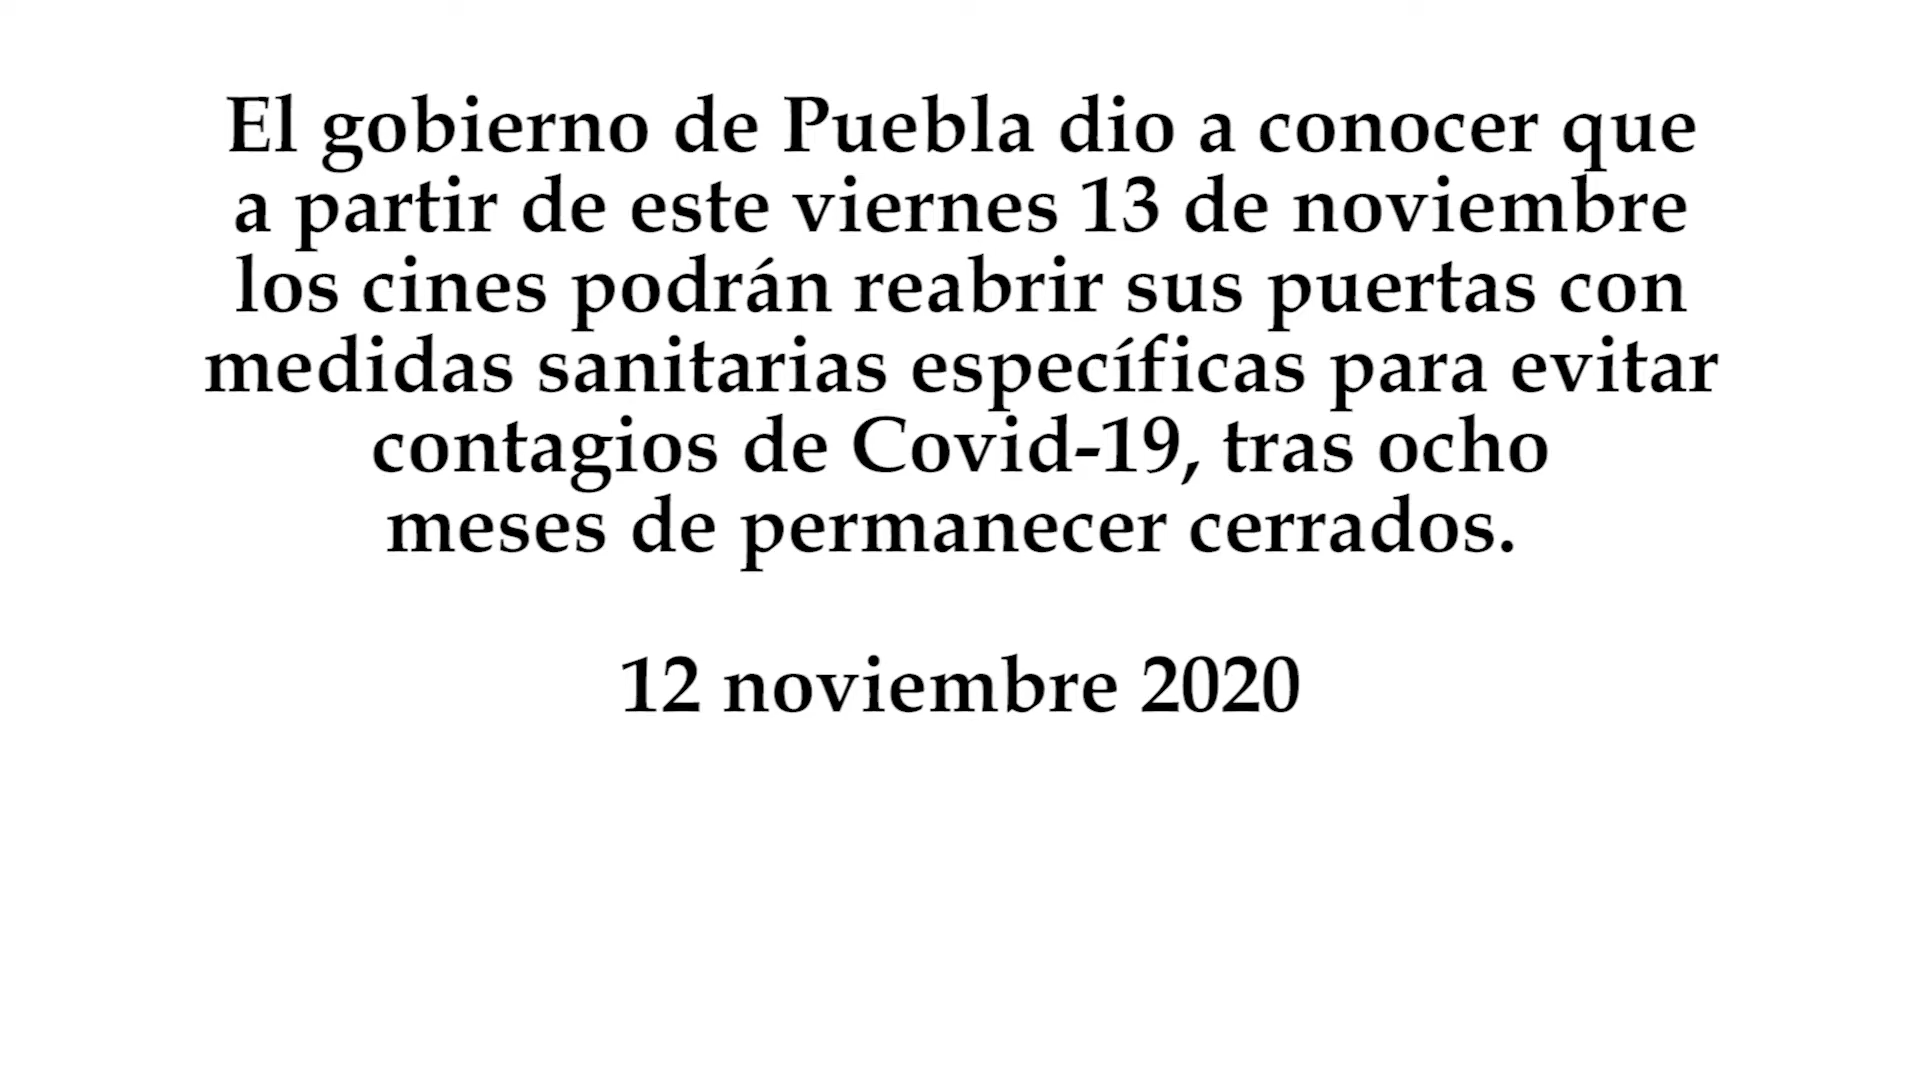 El gobierno de Puebla dio a conocer que
a partir de este viernes 13 de noviembre
los cines podrán reabrir sus puertas con
medidas sanitarias específicas para evitar
contagios de Covid-19, tras ocho
meses de permanecer cerrados.
12 noviembre 2020